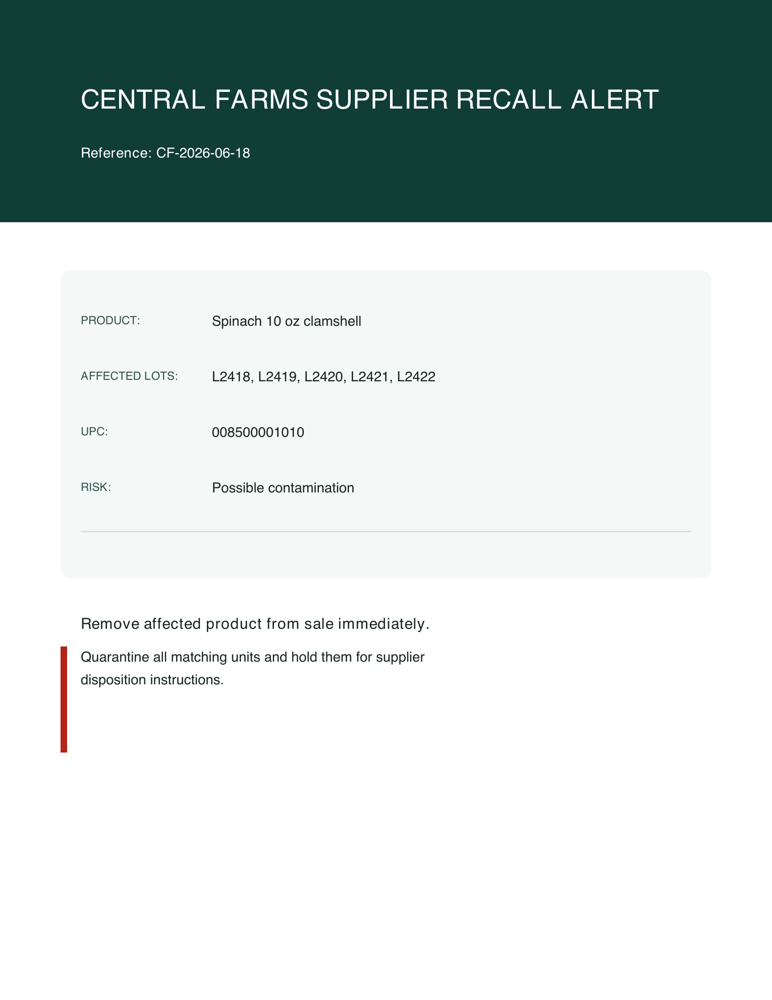 CENTRAL FARMS SUPPLIER RECALL ALERT
Reference: CF-2026-06-18
PRODUCT: Spinach 10 oz clamshell
AFFECTED LOTS: L2418, L2419, L2420, L2421, L2422
UPC: 008500001010
RISK: Possible contamination
Remove affected product from sale immediately.
Quarantine all matching units and hold them for supplier
disposition instructions.